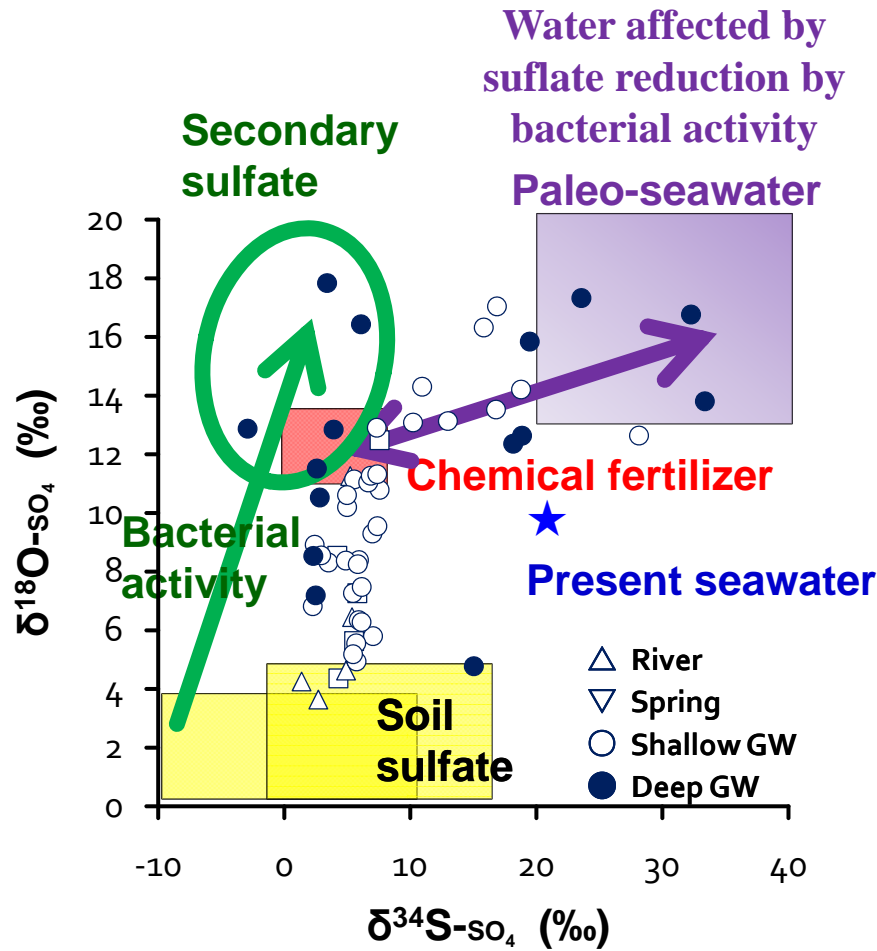 Water affected by
suflate reduction by
bacterial activity
Secondary
sulfate
Paleo-seawater
20
18
16
14
12
10
8
6
4
2
0
δ18O-SO4 (‰)
Chemical fertilizer
Bacterial
activity
Present seawater
River
Spring
Shallow GW
Deep GW
Soil
sulfate
-10 0 10 20 30 40
δ34S-SO4 (‰)